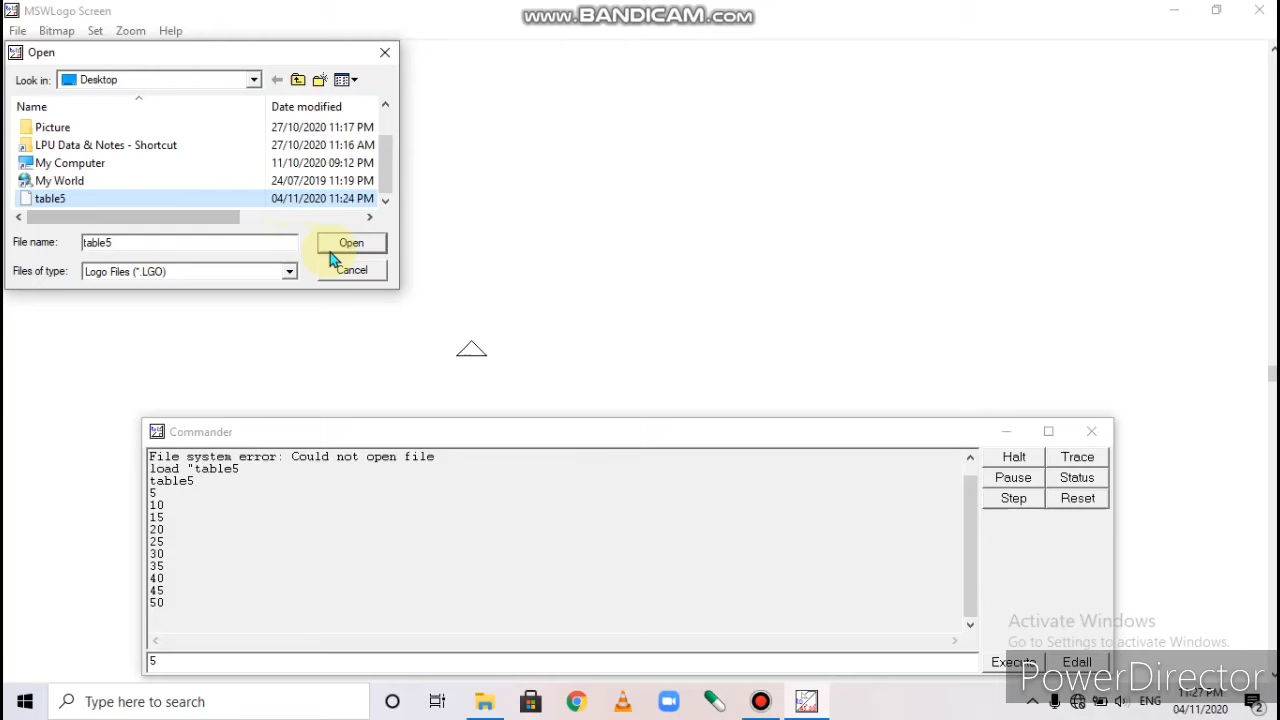 MSWLogo Screen
www.BANDICAM.com
File Bitmap Set Zoom Help
Open
Look in: Desktop
Name Date modified
Picture 27/10/2020 11:17 PM
LPU Data & Notes - Shortcut 27/10/2020 11:16 AM
My Computer 11/10/2020 09:12 PM
My World 24/07/2019 11:19 PM
table5 04/11/2020 11:24 PM
File name: table5 Open
Files of type: Logo Files (*.LGO) Cancel
Commander
File system error: Could not open file
load "table5
table5
5
10
15
20
25
30
35
40
45
50
Halt Trace
Pause Status
Step Reset
Activate Windows
Go to Settings to activate Windows.
5
Execute Edall
PowerDirector
Type here to search
ENG
11:27 PM
04/11/2020
2